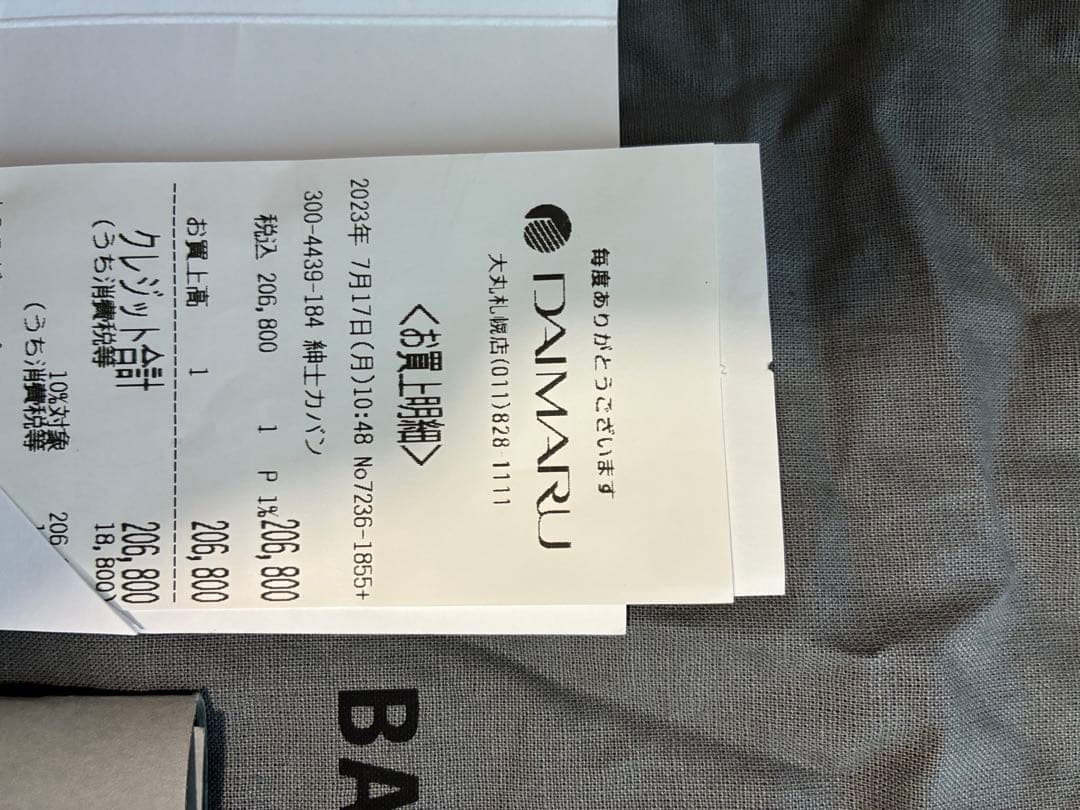 毎度ありがとうございます
DAIMARU
大丸札幌店(011)828-1111
<お買上明細>
2023年 7月17日(月)10:48 No7236-1855+
300-4439-184 紳士カバン
税込 206,800 1 P 1% 206,800
お買上高 1 206,800
クレジット合計 206,800
(うち消費税等 18,800)
10%対象 206
(うち消費税等
BA